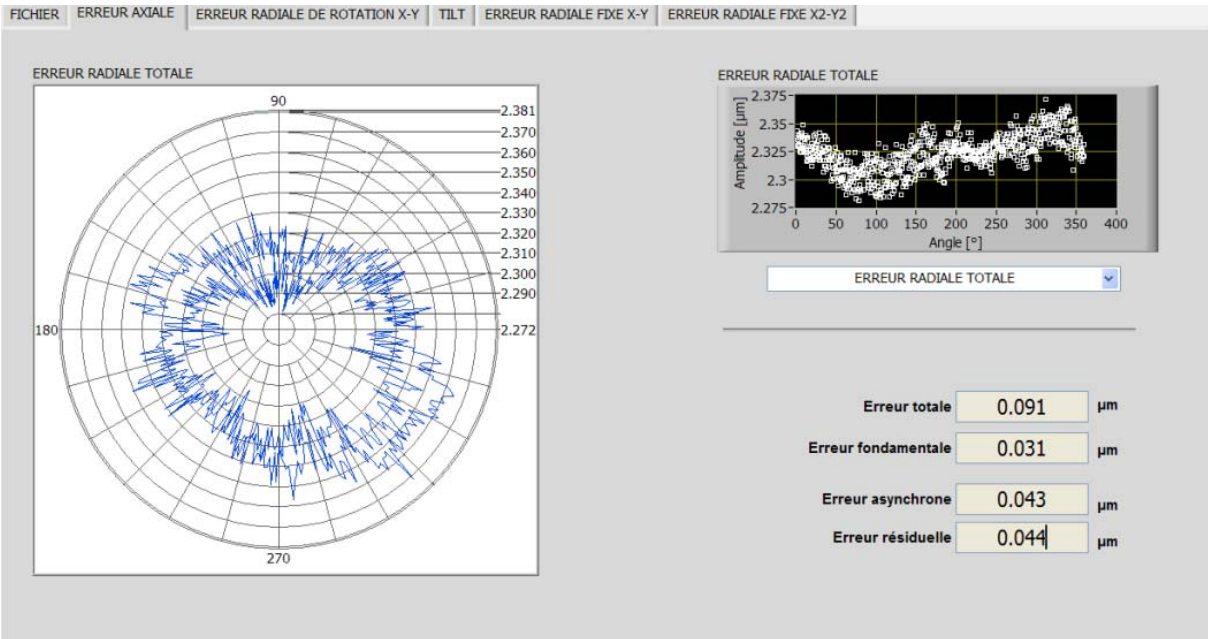 FICHIER ERREUR AXIALE ERREUR RADIALE DE ROTATION X-Y TILT ERREUR RADIALE FIXE X-Y ERREUR RADIALE FIXE X2-Y2
ERREUR RADIALE TOTALE
90
2.381
2.370
2.360
2.350
2.340
2.330
2.320
2.310
2.300
2.290
2.272
180
270
ERREUR RADIALE TOTALE
Amplitude [µm]
2.375
2.35
2.325
2.3
2.275
0 50 100 150 200 250 300 350 400
Angle [°]
ERREUR RADIALE TOTALE
Erreur totale 0.091 µm
Erreur fondamentale 0.031 µm
Erreur asynchrone 0.043 µm
Erreur résiduelle 0.044 µm